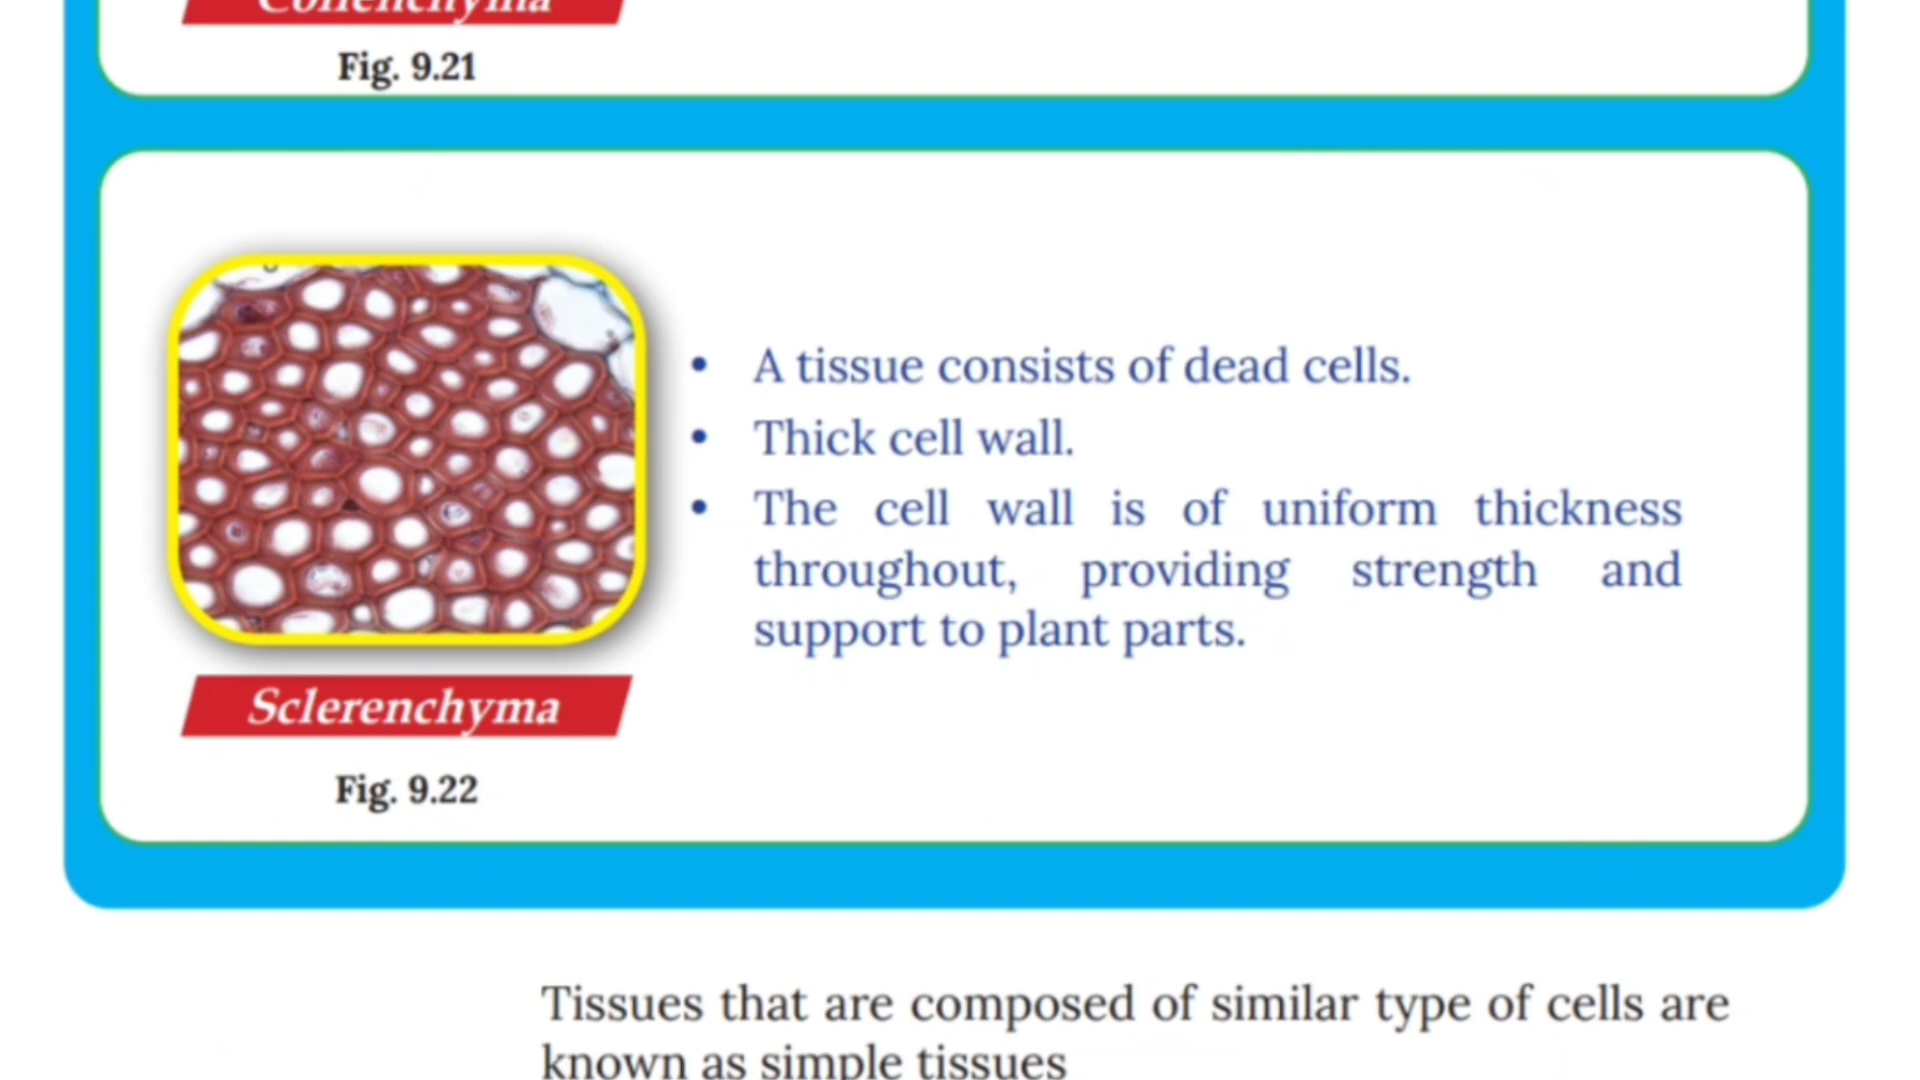 Collenchyma
Fig. 9.21
• A tissue consists of dead cells.
• Thick cell wall.
• The cell wall is of uniform thickness
throughout, providing strength and
support to plant parts.
Sclerenchyma
Fig. 9.22
Tissues that are composed of similar type of cells are
known as simple tissues